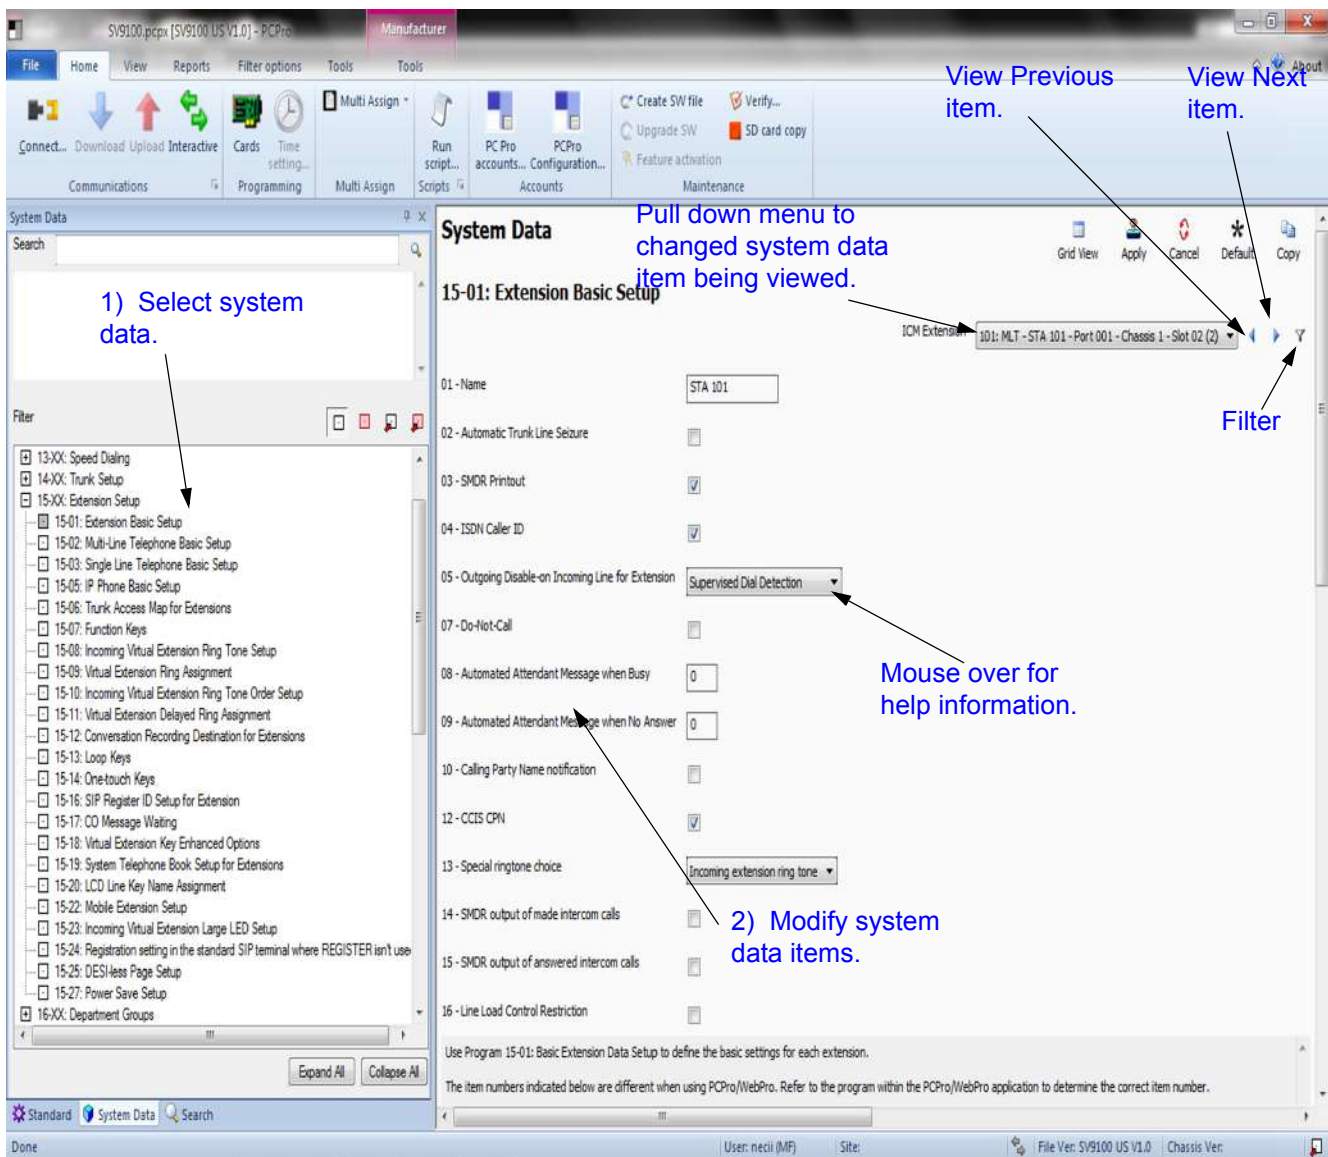 SV9100.pcpx [SV9100 US V1.0] - PCPro
Manufacturer
File
Home
View
Reports
Filter options
Tools
Tools
About
View Previous
item.
View Next
item.
Connect...
Download
Upload
Interactive
Communications
Cards
Time
setting...
Programming
Multi Assign
Multi Assign
Run
script...
Scripts
PC Pro
accounts...
PCPro
Configuration...
Accounts
Create SW file
Upgrade SW
Feature activation
Verify...
SD card copy
Maintenance
System Data
Search
1) Select system
data.
Filter
13-XX: Speed Dialing
14-XX: Trunk Setup
15-XX: Extension Setup
15-01: Extension Basic Setup
15-02: Multi-Line Telephone Basic Setup
15-03: Single Line Telephone Basic Setup
15-05: IP Phone Basic Setup
15-06: Trunk Access Map for Extensions
15-07: Function Keys
15-08: Incoming Virtual Extension Ring Tone Setup
15-09: Virtual Extension Ring Assignment
15-10: Incoming Virtual Extension Ring Tone Order Setup
15-11: Virtual Extension Delayed Ring Assignment
15-12: Conversation Recording Destination for Extensions
15-13: Loop Keys
15-14: One-touch Keys
15-16: SIP Register ID Setup for Extension
15-17: CO Message Waiting
15-18: Virtual Extension Key Enhanced Options
15-19: System Telephone Book Setup for Extensions
15-20: LCD Line Key Name Assignment
15-22: Mobile Extension Setup
15-23: Incoming Virtual Extension Large LED Setup
15-24: Registration setting in the standard SIP terminal where REGISTER isn't use
15-25: DESI-less Page Setup
15-27: Power Save Setup
16-XX: Department Groups
Expand All
Collapse All
Standard
System Data
Search
System Data
Pull down menu to
changed system data
item being viewed.
Grid View
Apply
Cancel
Default
Copy
15-01: Extension Basic Setup
ICM Extension
101: MLT - STA 101 - Port 001 - Chassis 1 - Slot 02 (2)
Filter
01 - Name
STA 101
02 - Automatic Trunk Line Seizure
03 - SMDR Printout
04 - ISDN Caller ID
05 - Outgoing Disable-on Incoming Line for Extension
Supervised Dial Detection
07 - Do-Not-Call
Mouse over for
help information.
08 - Automated Attendant Message when Busy
0
09 - Automated Attendant Message when No Answer
0
10 - Calling Party Name notification
12 - CCIS CPN
13 - Special ringtone choice
Incoming extension ring tone
14 - SMDR output of made intercom calls
2) Modify system
data items.
15 - SMDR output of answered intercom calls
16 - Line Load Control Restriction
Use Program 15-01: Basic Extension Data Setup to define the basic settings for each extension.
The item numbers indicated below are different when using PCPro/WebPro. Refer to the program within the PCPro/WebPro application to determine the correct item number.
Done
User: necii (MF)
Site:
File Ver: SV9100 US V1.0
Chassis Ver: